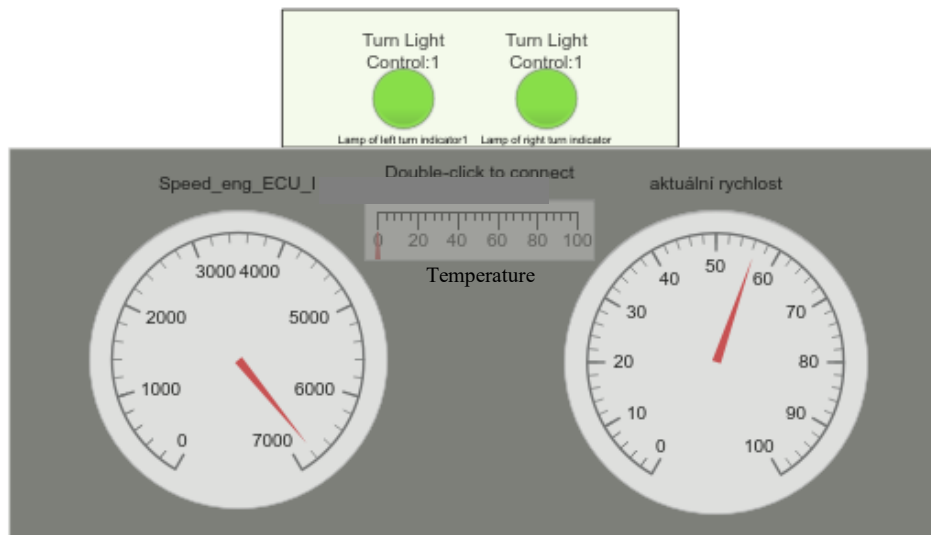 Turn Light
Control:1
Turn Light
Control:1
Lamp of left turn indicator1
Lamp of right turn indicator
Double-click to connect
Speed_eng_ECU_I
aktuální rychlost
0 20 40 60 80 100
Temperature
0
1000
2000
3000
4000
5000
6000
7000
0
10
20
30
40
50
60
70
80
90
100